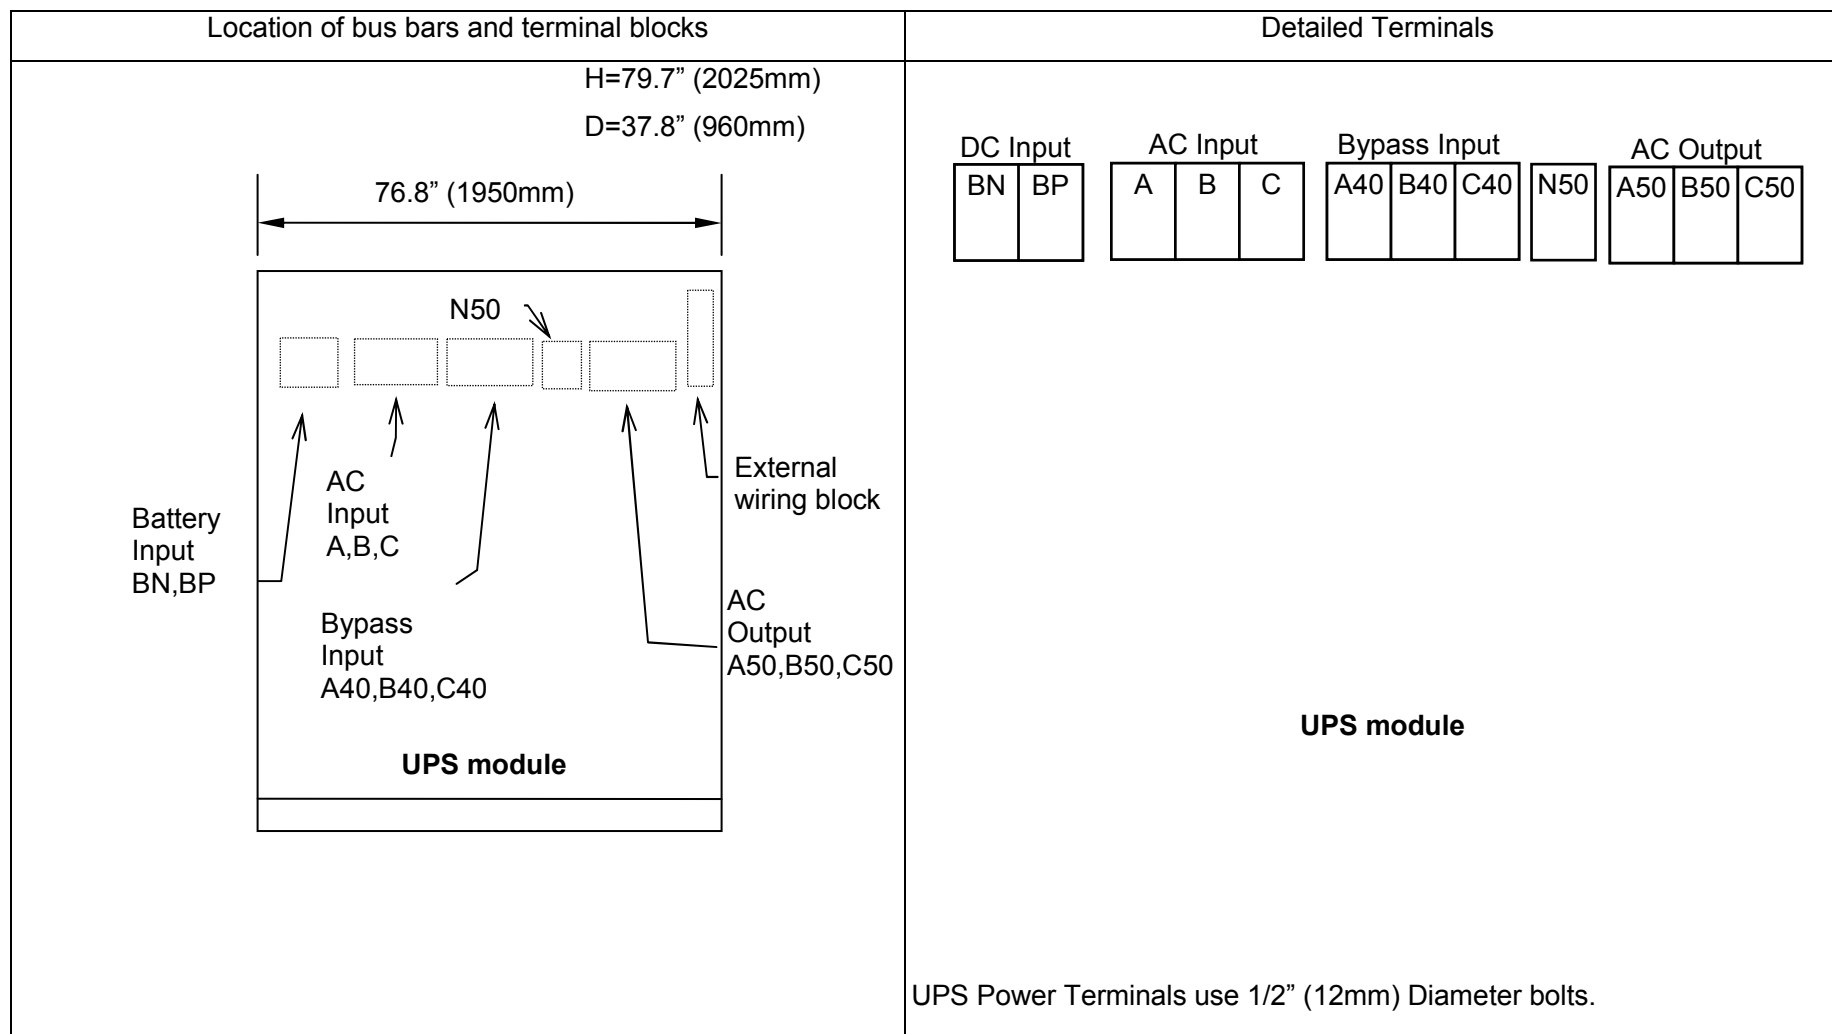 Location of bus bars and terminal blocks
Detailed Terminals
H=79.7” (2025mm)
D=37.8” (960mm)
76.8” (1950mm)
N50
AC
Input
A,B,C
Battery
Input
BN,BP
External
wiring block
Bypass
Input
A40,B40,C40
AC
Output
A50,B50,C50
UPS module
DC Input
AC Input
Bypass Input
AC Output
BN BP A B C A40 B40 C40 N50 A50 B50 C50
UPS module
UPS Power Terminals use 1/2” (12mm) Diameter bolts.